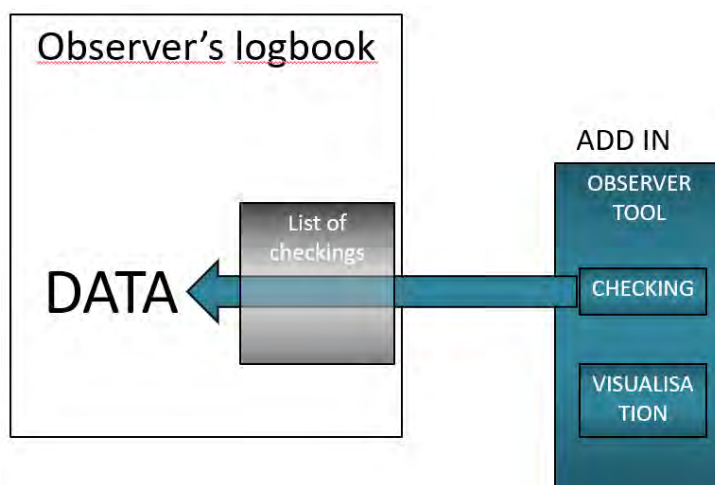 Observer's logbook
ADD IN
OBSERVER
TOOL
List of
checkings
DATA
CHECKING
VISUALISA
TION